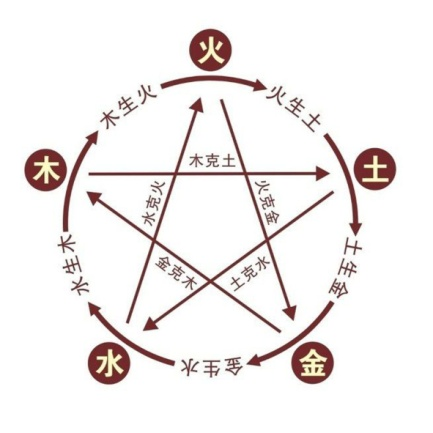 火
木生火
火生土
木
土
木克土
水克火
火克金
金克木
土克水
水生木
土生金
水
金
金生水